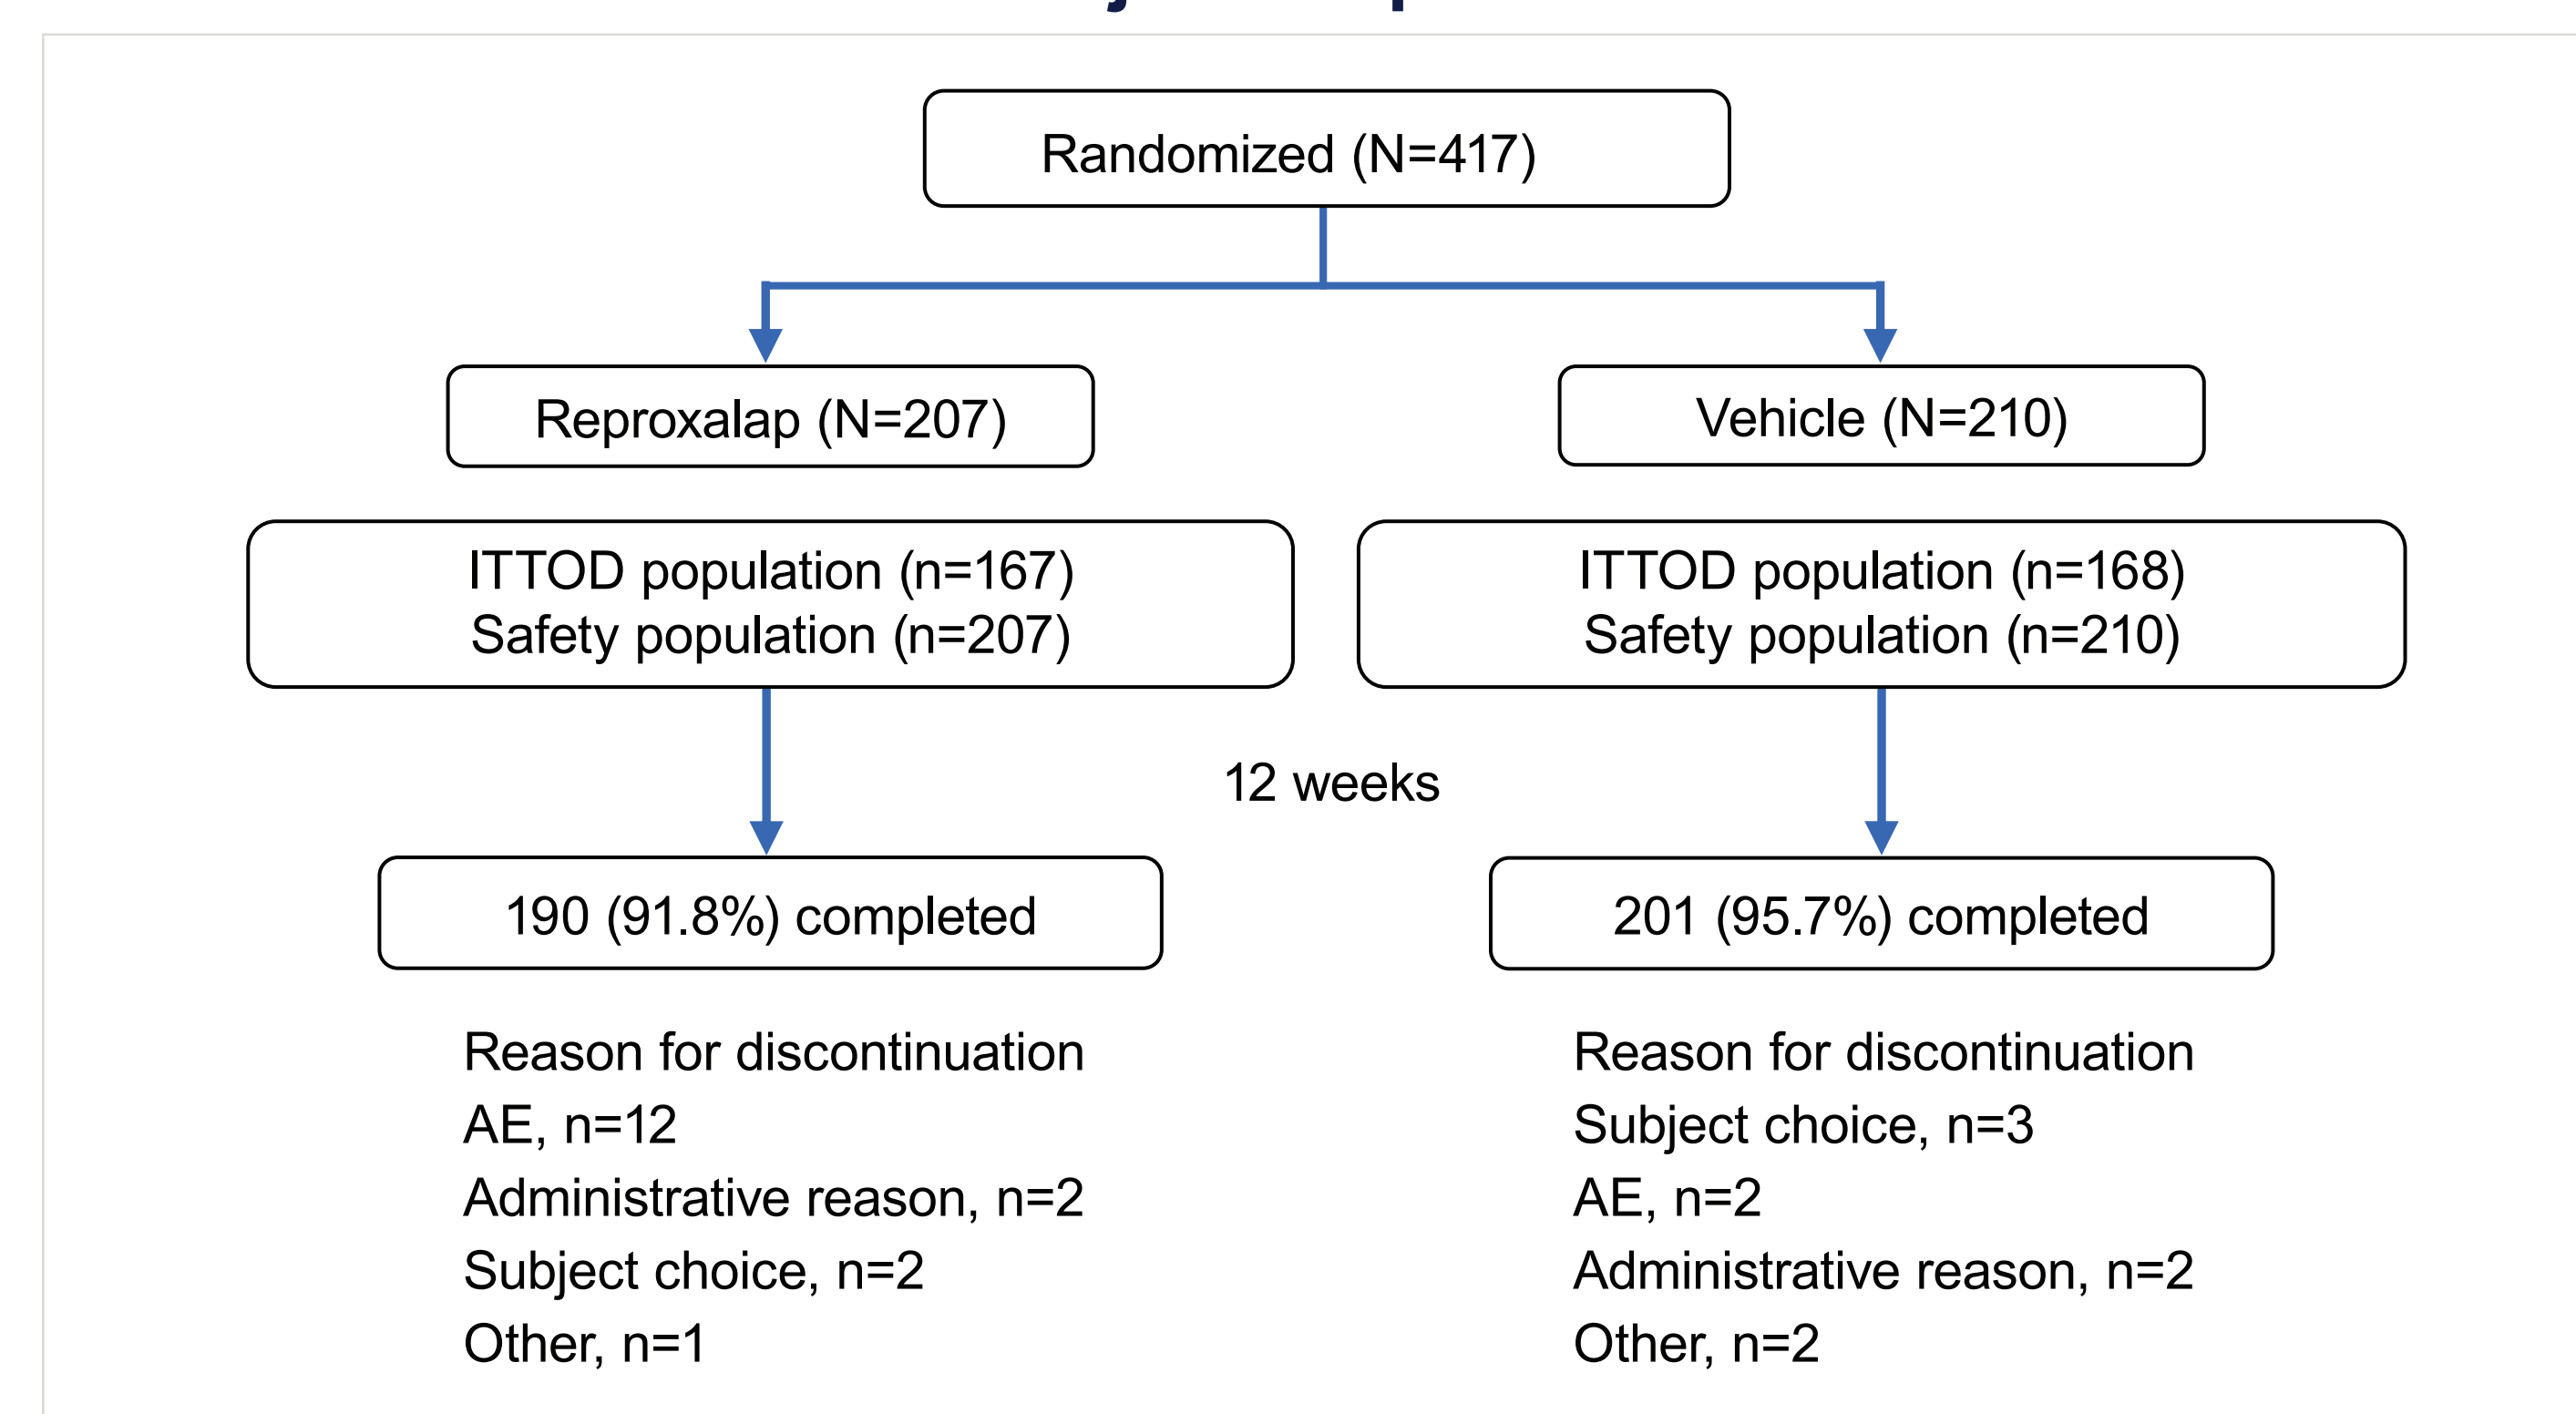 Randomized (N=417)
Reproxalap (N=207)
Vehicle (N=210)
ITTOD population (n=167)
Safety population (n=207)
ITTOD population (n=168)
Safety population (n=210)
12 weeks
190 (91.8%) completed
201 (95.7%) completed
Reason for discontinuation
AE, n=12
Administrative reason, n=2
Subject choice, n=2
Other, n=1
Reason for discontinuation
Subject choice, n=3
AE, n=2
Administrative reason, n=2
Other, n=2